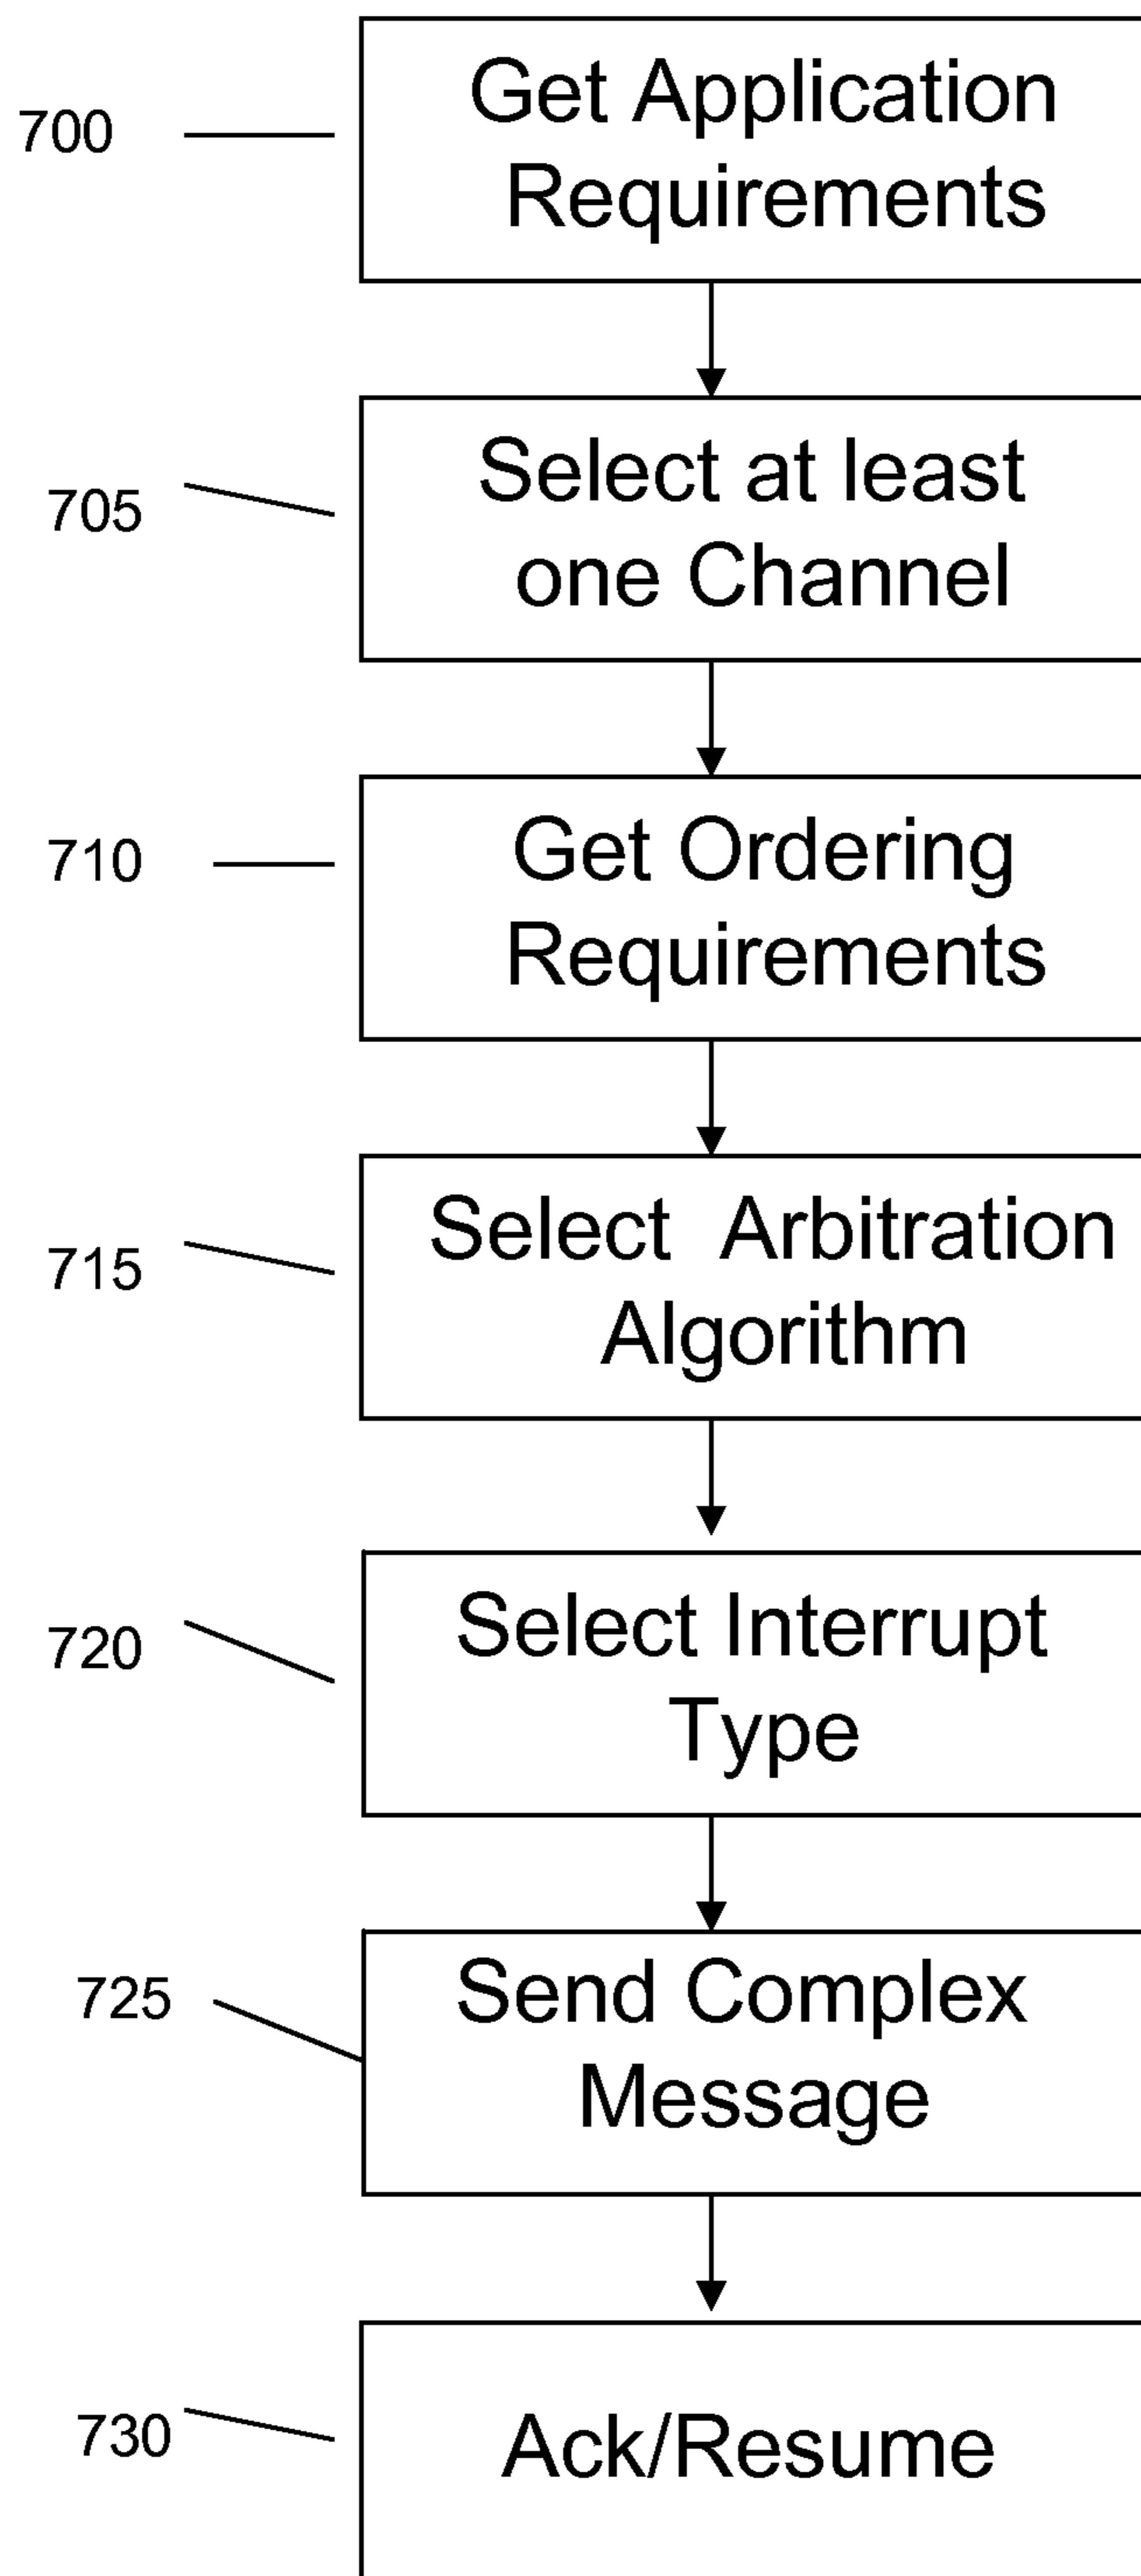 700
Get Application
Requirements
705
Select at least
one Channel
710
Get Ordering
Requirements
715
Select Arbitration
Algorithm
720
Select Interrupt
Type
725
Send Complex
Message
730
Ack/Resume